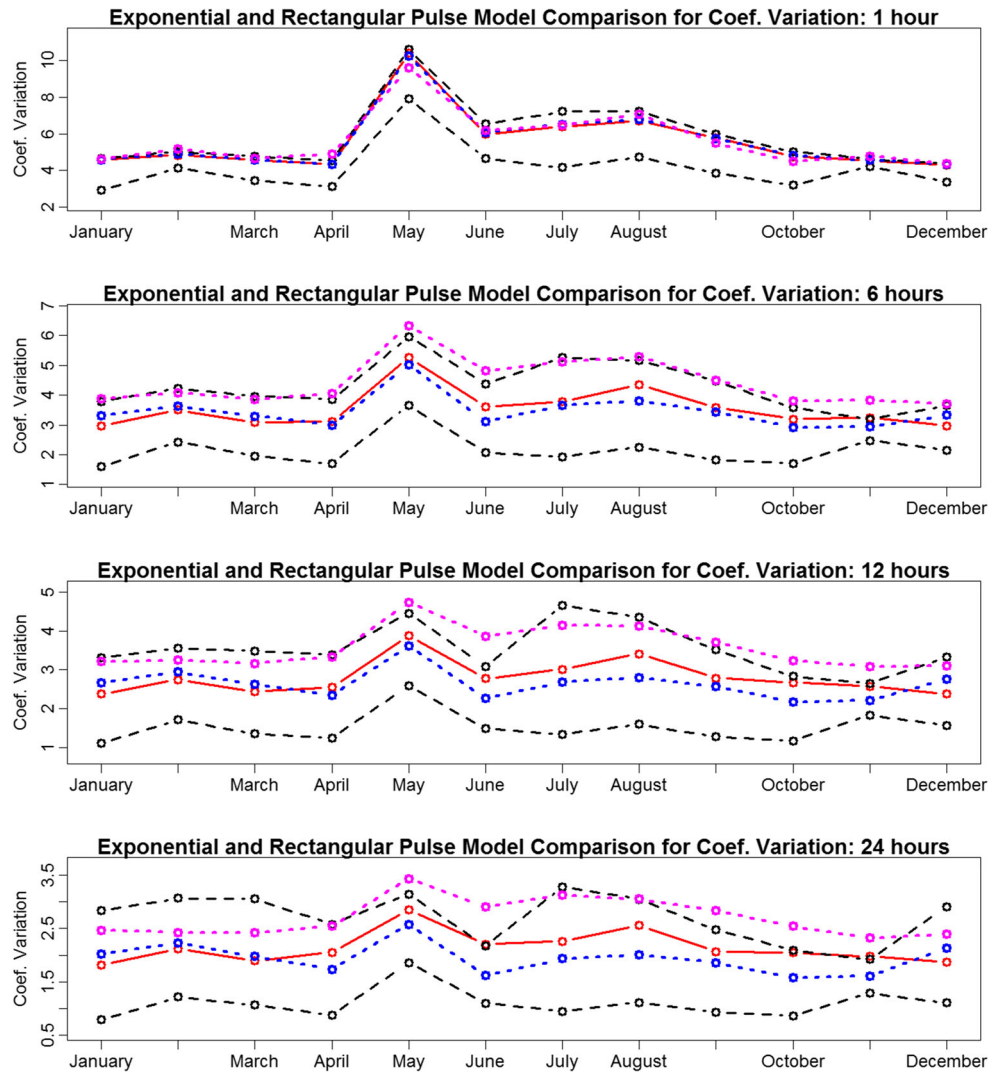 Exponential and Rectangular Pulse Model Comparison for Coef. Variation: 1 hour
Coef. Variation
10
8
6
4
2
January March April May June July August October December
Exponential and Rectangular Pulse Model Comparison for Coef. Variation: 6 hours
Coef. Variation
7
6
5
4
3
2
1
January March April May June July August October December
Exponential and Rectangular Pulse Model Comparison for Coef. Variation: 12 hours
Coef. Variation
5
4
3
2
1
January March April May June July August October December
Exponential and Rectangular Pulse Model Comparison for Coef. Variation: 24 hours
Coef. Variation
3.5
2.5
1.5
0.5
January March April May June July August October December